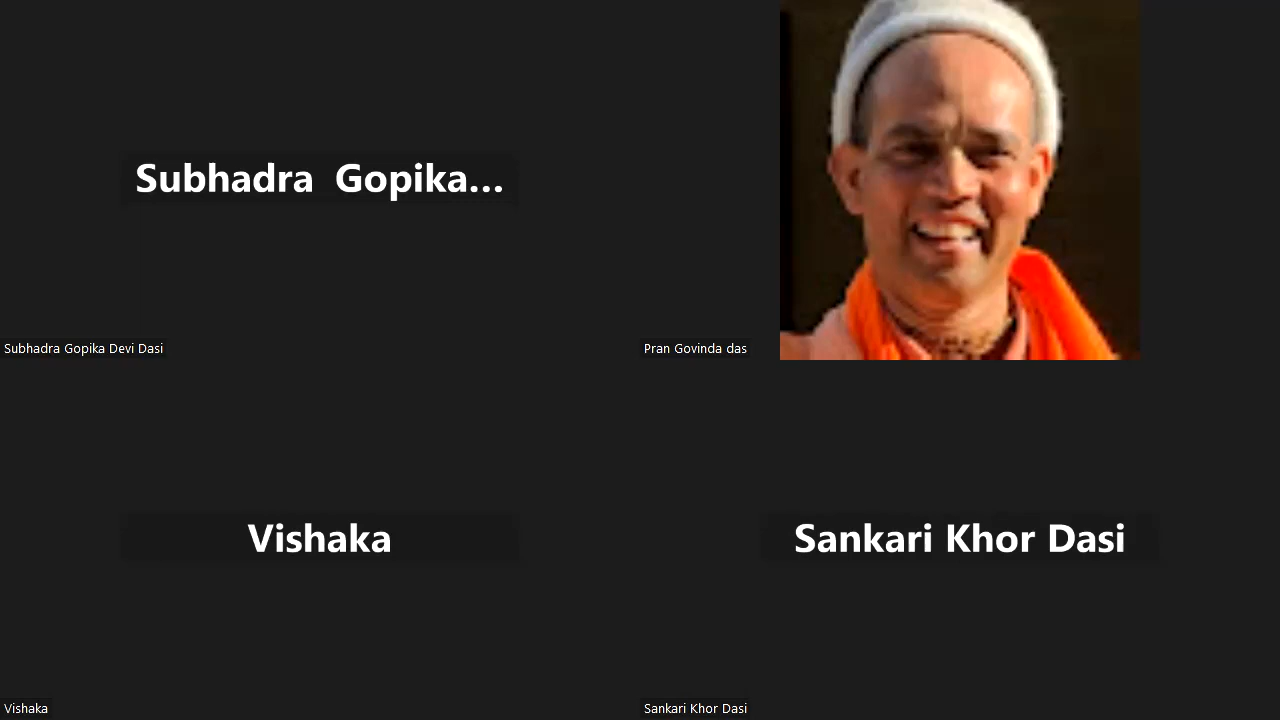 Subhadra  Gopika...
Subhadra Gopika Devi Dasi
Pran Govinda das
Vishaka
Sankari Khor Dasi
Vishaka
Sankari Khor Dasi